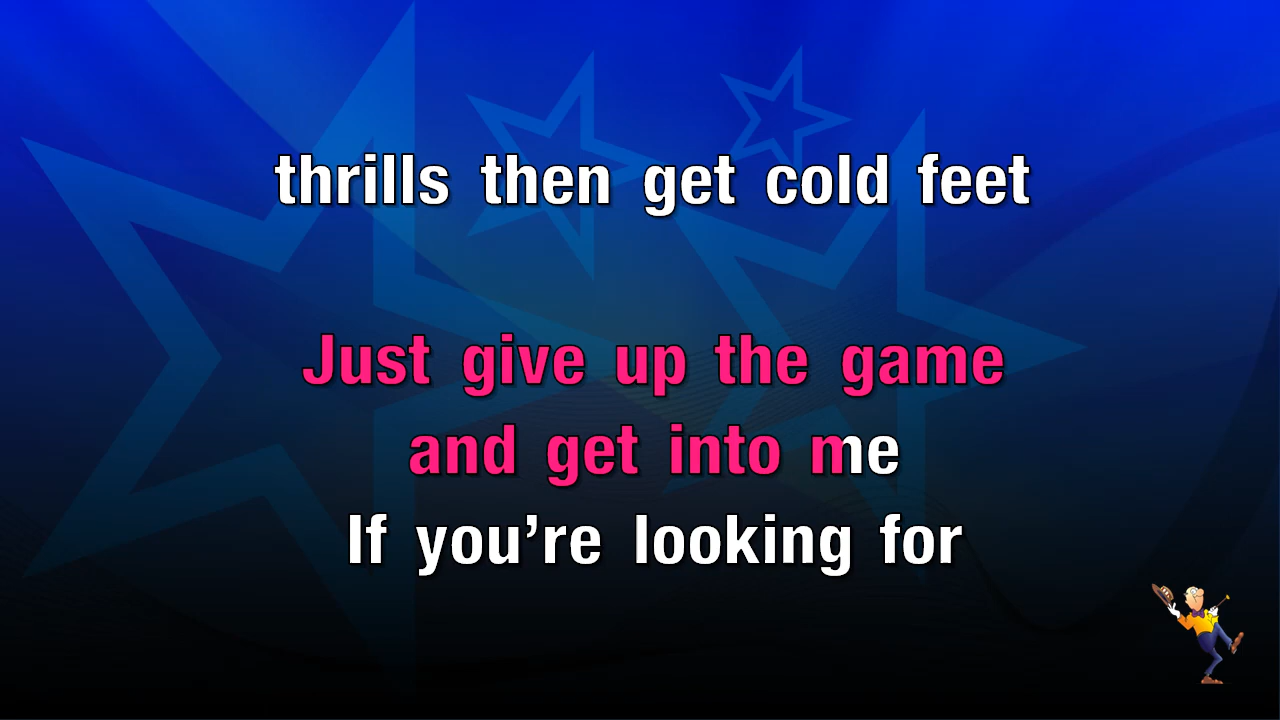 thrills then get cold feet
Just give up the game
and get into me
If you’re looking for